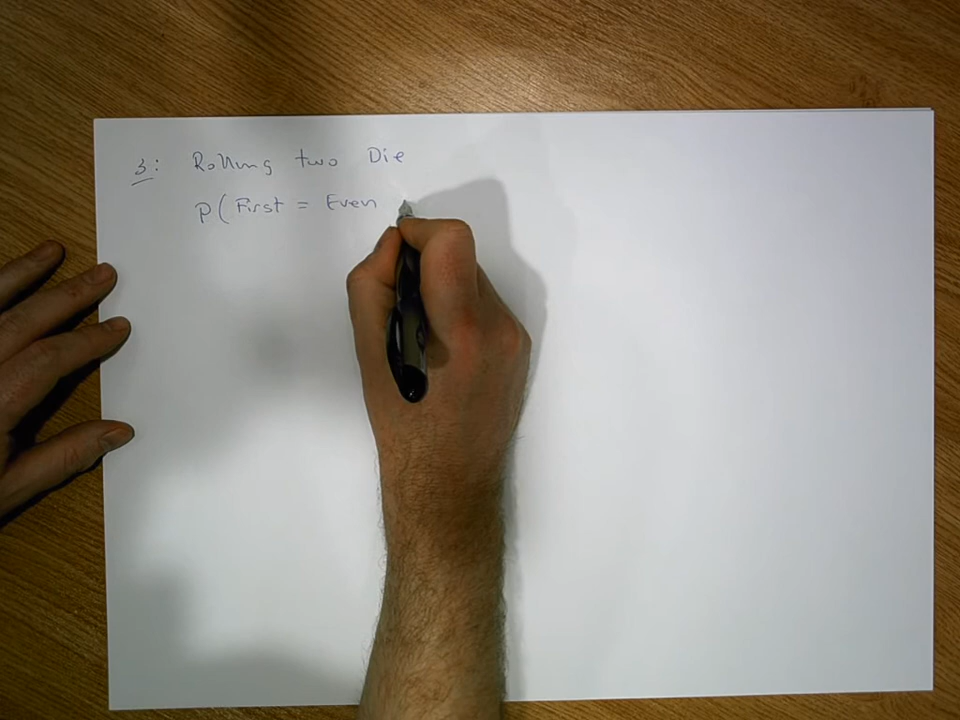 3: Rolling two Die
P(First = Even